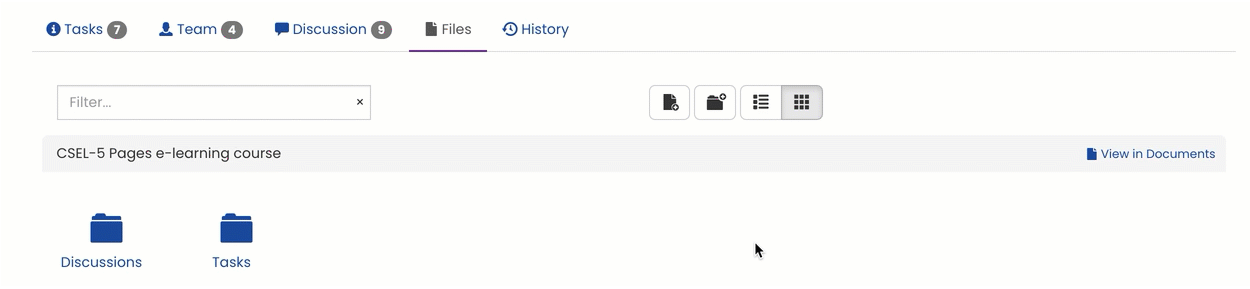 Tasks 7 Team 4 Discussion 9 Files History
Filter... ×
CSEL-5 Pages e-learning course View in Documents
Discussions Tasks